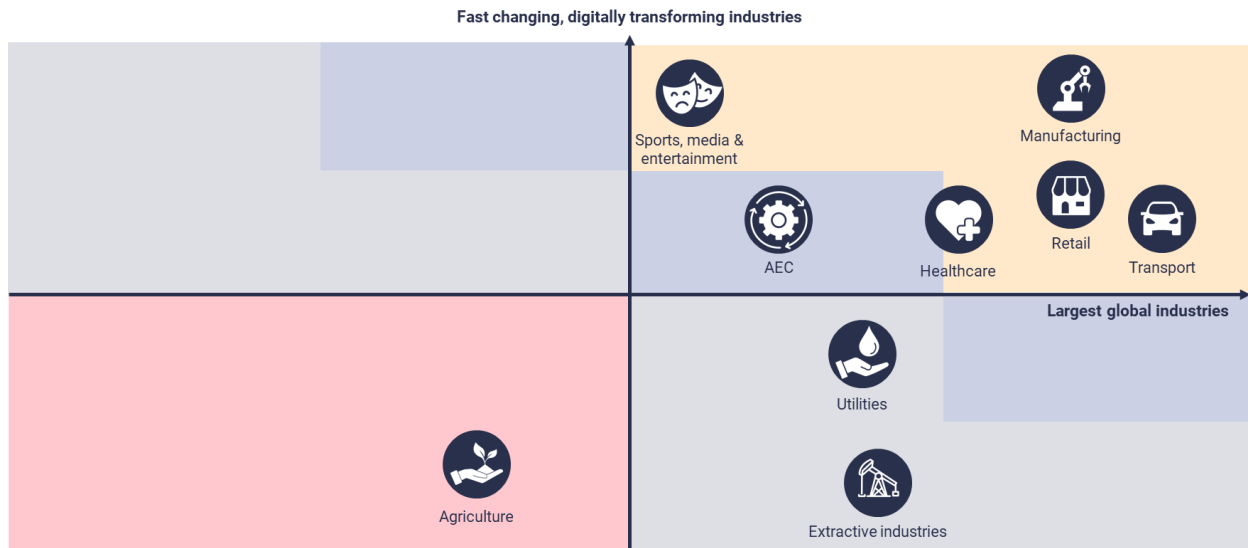 Fast changing, digitally transforming industries
Sports, media &
entertainment
Manufacturing
AEC
Healthcare
Retail
Transport
Largest global industries
Utilities
Agriculture
Extractive industries